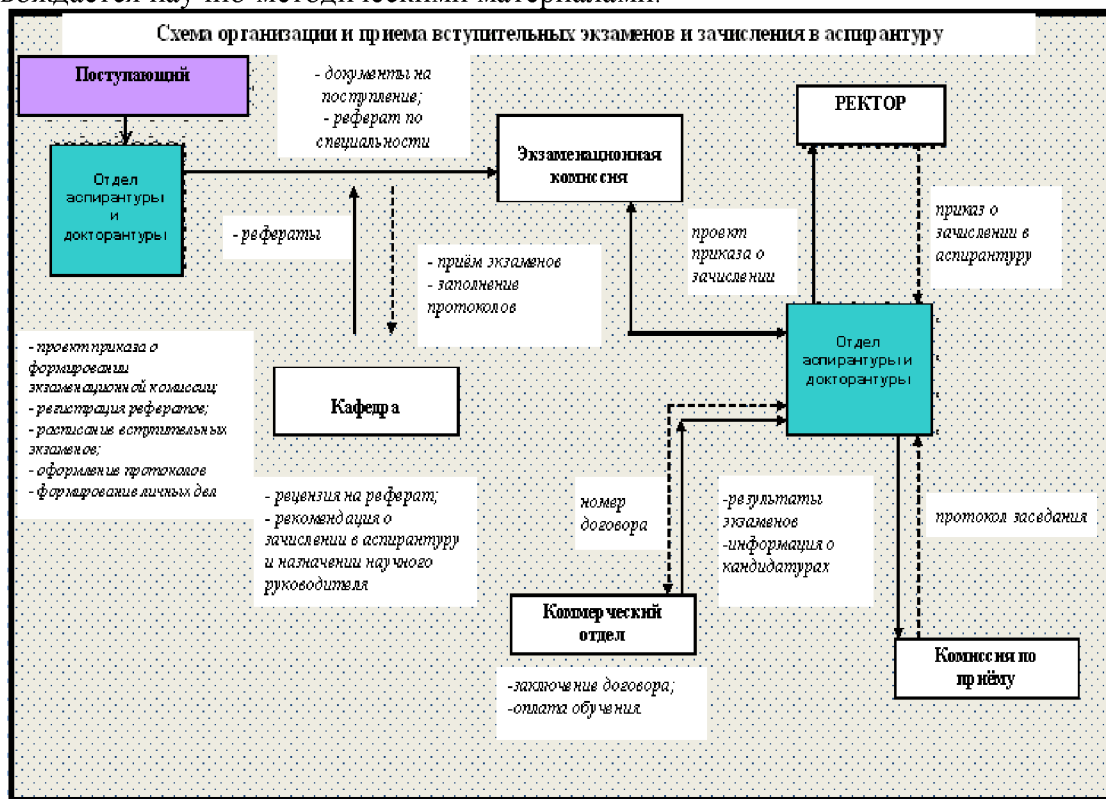 вождается научно-методическими материалами.
Схема организации и приема вступительных экзаменов и зачисления в аспирантуру
Поступающий
- документы на
поступление;
- реферат по
специальности
РЕКТОР
Экзаменационная
комиссия
Отдел
аспирантуры
и
докторантуры
- рефераты
- приём экзаменов
- заполнение
протоколов
проект
приказа о
зачислении
приказ о
зачислении в
аспирантуру
Отдел
аспирантуры и
докторантуры
- проект приказа о
формировании
экзаменационной комиссии;
- регистрация рефератов;
- расписание вступительных
экзаменов;
- оформление протоколов
- формирование личных дел
Кафедра
- рецензия на реферат;
- рекомендация о
зачислении в аспирантуру
и назначении научного
руководителя
номер
договора
-результаты
экзаменов
-информация о
кандидатурах
протокол заседания
Коммерческий
отдел
Комиссия по
приёму
-заключение договора;
-оплата обучения.